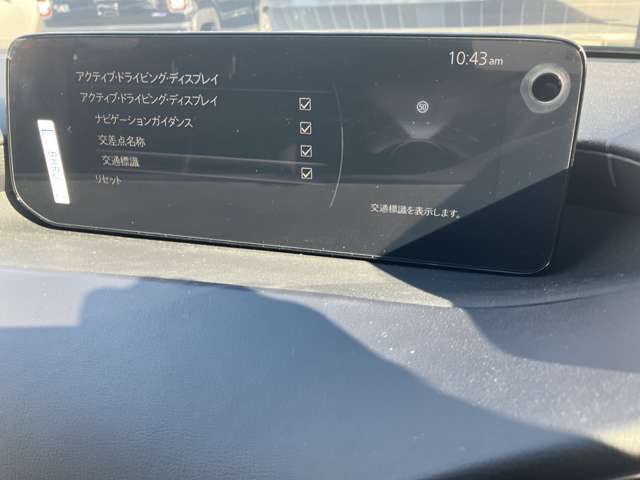 10:43am
アクティブ・ドライビング・ディスプレイ
アクティブ・ドライビング・ディスプレイ
ナビゲーションガイダンス
交差点名称
交通標識
リセット
50
交通標識を表示します。